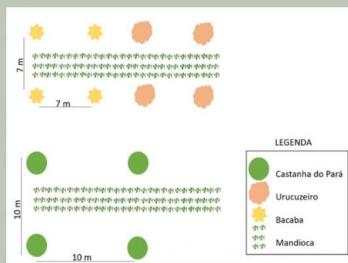 7 m
7 m
LEGENDA
Castanha do Pará
Urucuzeiro
Bacaba
Mandioca
10 m
10 m